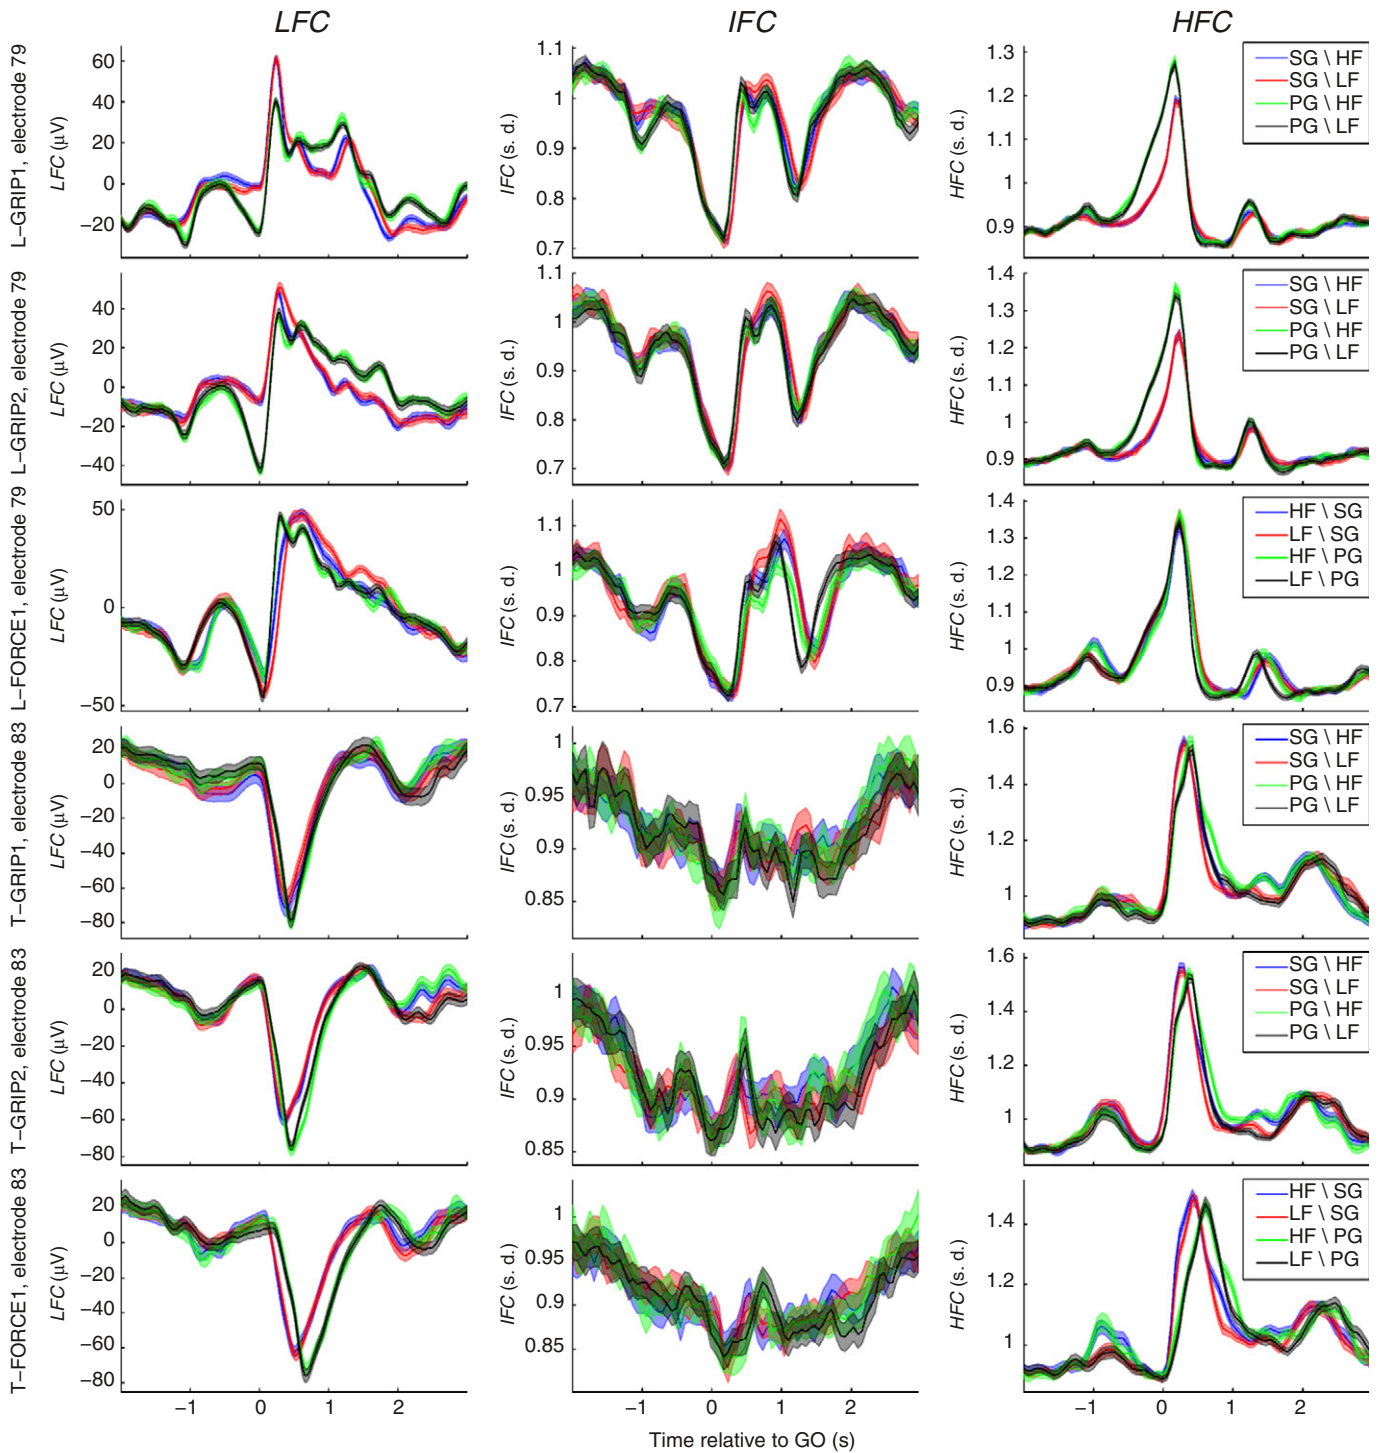 LFC
IFC
HFC
L–GRIP1, electrode 79
LFC (μV)
60
40
20
0
−20
IFC (s. d.)
1.1
1
0.9
0.8
0.7
HFC (s. d.)
1.3
1.2
1.1
1
0.9
SG \ HF
SG \ LF
PG \ HF
PG \ LF
L–GRIP2, electrode 79
LFC (μV)
40
20
0
−20
−40
IFC (s. d.)
1.1
1
0.9
0.8
0.7
HFC (s. d.)
1.4
1.3
1.2
1.1
1
0.9
SG \ HF
SG \ LF
PG \ HF
PG \ LF
L–FORCE1, electrode 79
LFC (μV)
50
0
−50
IFC (s. d.)
1.1
1
0.9
0.8
0.7
HFC (s. d.)
1.4
1.3
1.2
1.1
1
0.9
HF \ SG
LF \ SG
HF \ PG
LF \ PG
T–GRIP1, electrode 83
LFC (μV)
20
0
−20
−40
−60
−80
IFC (s. d.)
1
0.95
0.9
0.85
HFC (s. d.)
1.6
1.4
1.2
1
SG \ HF
SG \ LF
PG \ HF
PG \ LF
T–GRIP2, electrode 83
LFC (μV)
20
0
−20
−40
−60
−80
IFC (s. d.)
1
0.95
0.9
0.85
HFC (s. d.)
1.6
1.4
1.2
1
SG \ HF
SG \ LF
PG \ HF
PG \ LF
T–FORCE1, electrode 83
LFC (μV)
20
0
−20
−40
−60
−80
IFC (s. d.)
1
0.95
0.9
0.85
HFC (s. d.)
1.4
1.2
1
HF \ SG
LF \ SG
HF \ PG
LF \ PG
−1 0 1 2
−1 0 1 2
−1 0 1 2
Time relative to GO (s)